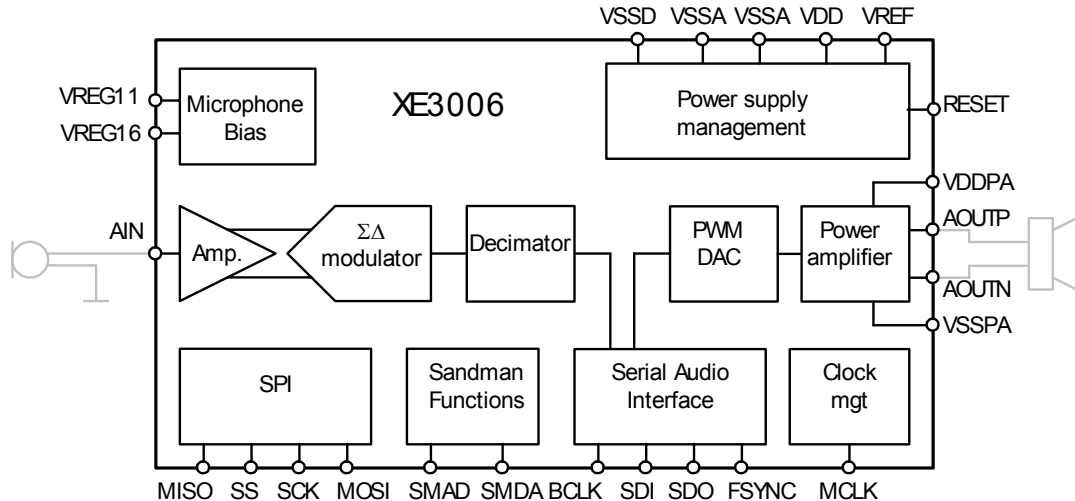 VSSD VSSA VSSA VDD VREF
VREG11
VREG16
Microphone
Bias
XE3006
Power supply
management
RESET
VDDPA
AIN
Amp.
ΣΔ
modulator
Decimator
PWM
DAC
Power
amplifier
AOUTP
AOUTN
VSSPA
SPI
Sandman
Functions
Serial Audio
Interface
Clock
mgt
MISO SS SCK MOSI SMAD SMDA BCLK SDI SDO FSYNC MCLK